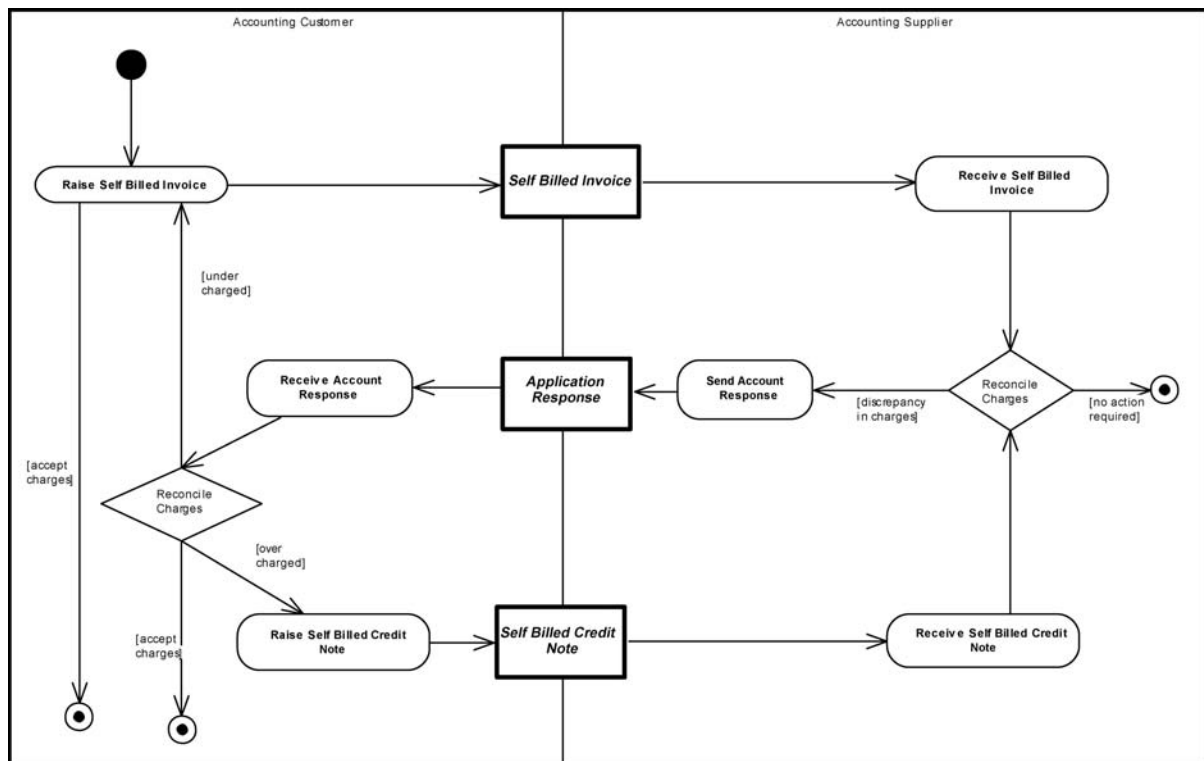 Accounting Customer
Accounting Supplier
Raise Self Billed Invoice
Self Billed Invoice
Receive Self Billed
Invoice
[under
charged]
Receive Account
Response
Application
Response
Send Account
Response
[discrepancy
in charges]
Reconcile
Charges
[no action
required]
[accept
charges]
Reconcile
Charges
[over
charged]
[accept
charges]
Raise Self Billed Credit
Note
Self Billed Credit
Note
Receive Self Billed Credit
Note